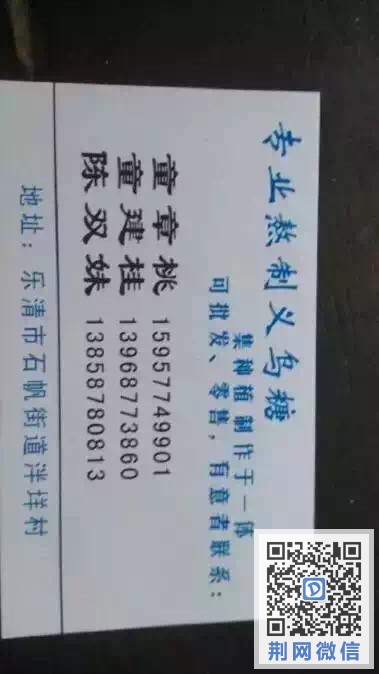 专业熬制义乌糖
集种植制作于一体
可批发、零售，有意者联系：
童章桃 15957749901
童建桂 13968773860
陈双妹 13858780813
地址：乐清市石帆街道泮垟村
荆网微信